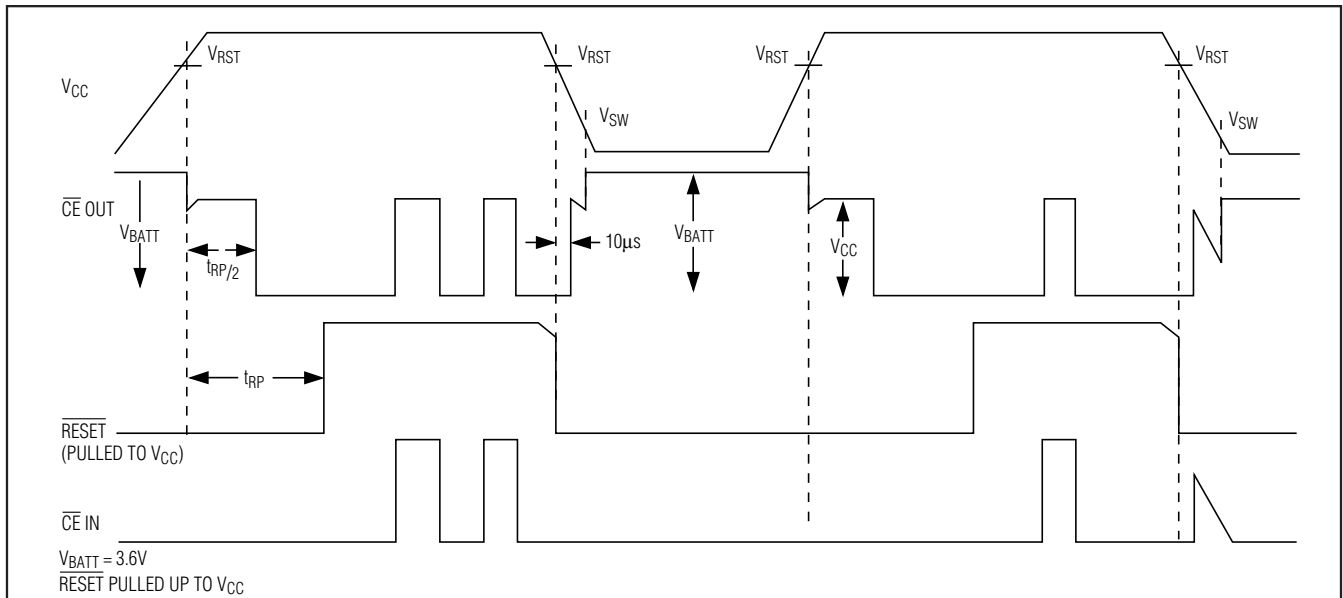 VRST
VRST
VRST
VRST
VCC
VSW
VSW
CE OUT
VBATT
10µs
VBATT
VCC
tRP/2
tRP
RESET
(PULLED TO VCC)
CE IN
VBATT = 3.6V
RESET PULLED UP TO VCC